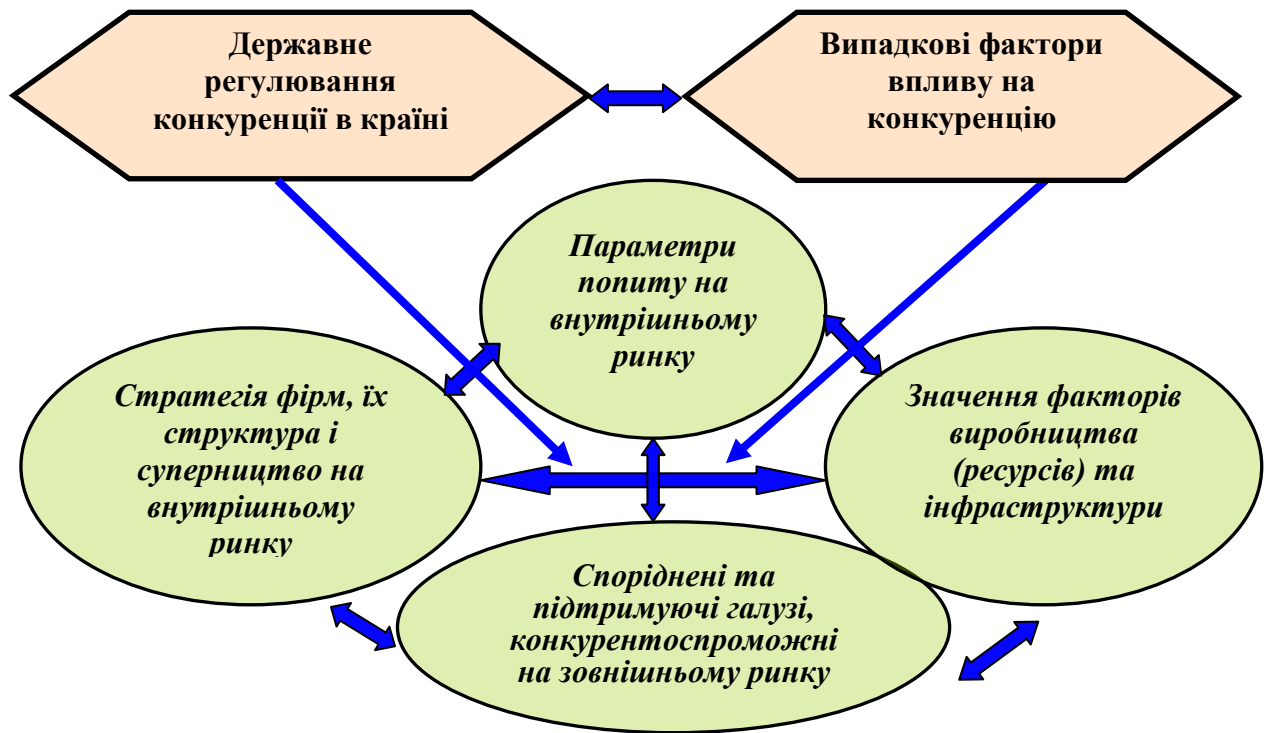 Державне
регулювання
конкуренції в країні
Випадкові фактори
впливу на
конкуренцію
Параметри
попиту на
внутрішньому
ринку
Стратегія фірм, їх
структура і
суперництво на
внутрішньому
ринку
Значення факторів
виробництва
(ресурсів) та
інфраструктури
Споріднені та
підтримуючі галузі,
конкурентоспроможні
на зовнішньому ринку